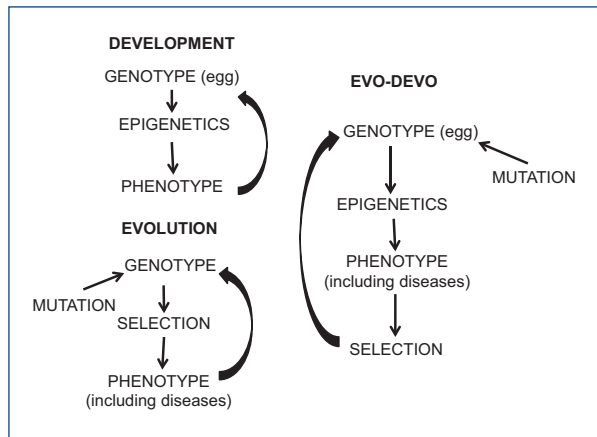 DEVELOPMENT
GENOTYPE (egg)
EPIGENETICS
PHENOTYPE
EVOLUTION
GENOTYPE
MUTATION
SELECTION
PHENOTYPE
(including diseases)
EVO-DEVO
GENOTYPE (egg)
MUTATION
EPIGENETICS
PHENOTYPE
(including diseases)
SELECTION